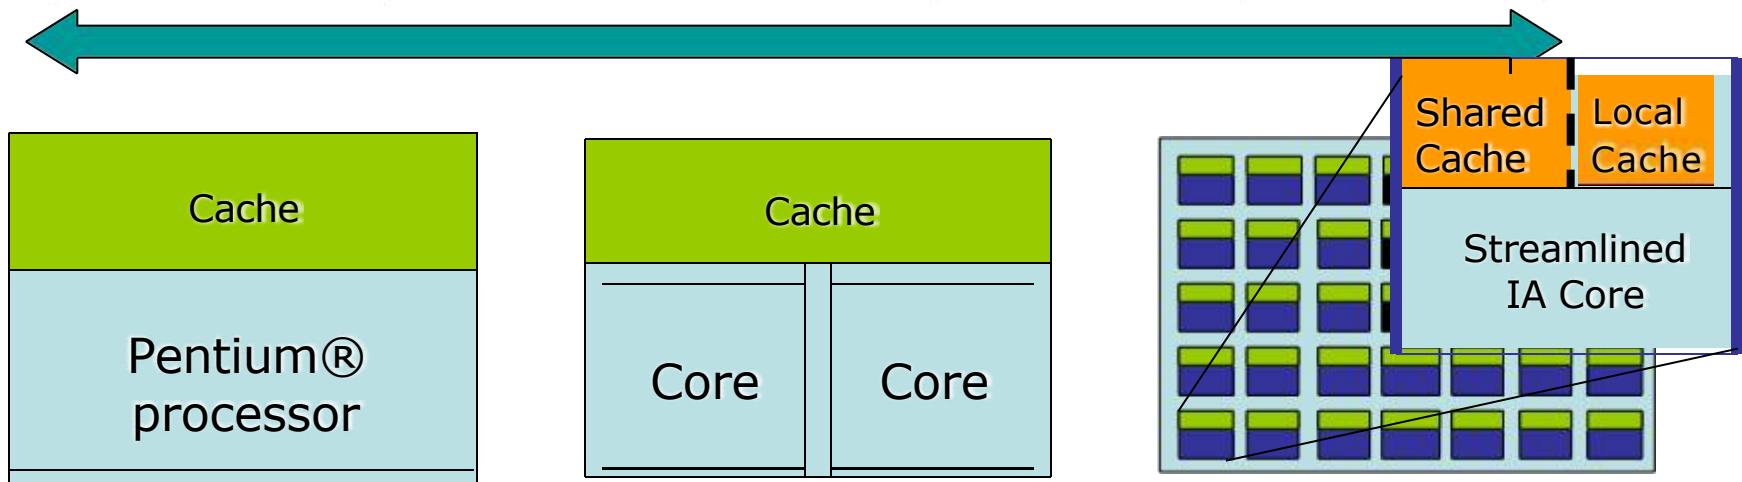 Shared
Cache
Local
Cache
Cache
Cache
Streamlined
IA Core
Pentium®
processor
Core
Core